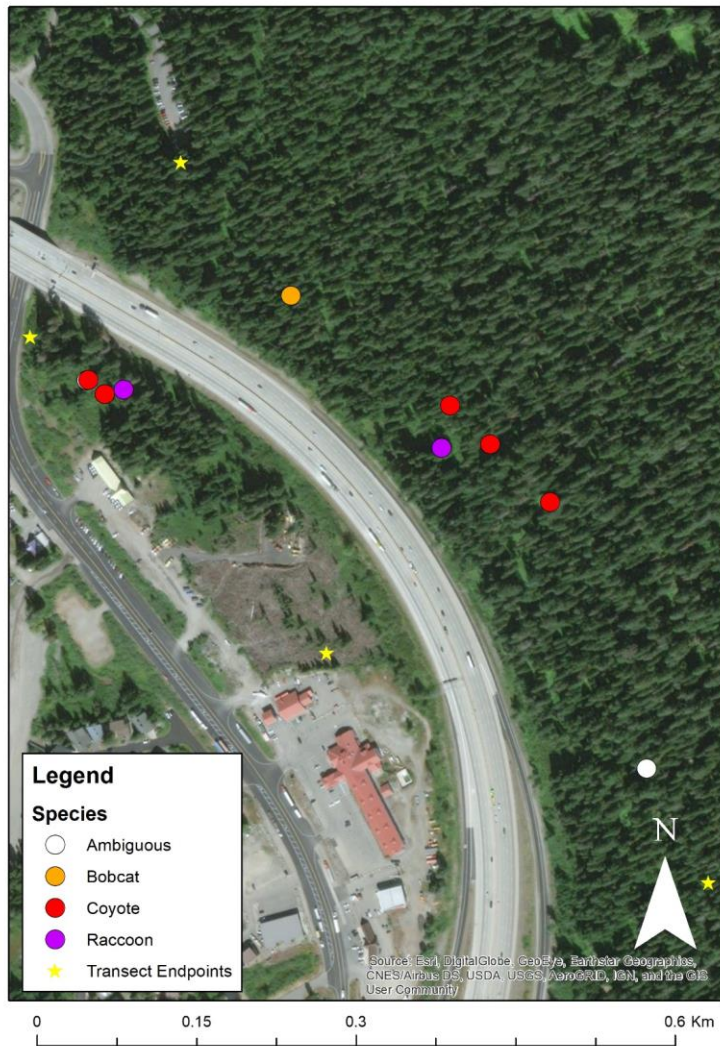 N
Legend
Species
Ambiguous
Bobcat
Coyote
Raccoon
Transect Endpoints
Source: Esri, DigitalGlobe, GeoEye, Earthstar Geographics,
CNES/Airbus DS, USDA, USGS, AeroGRID, IGN, and the GIS
User Community
0 0.15 0.3 0.6 Km